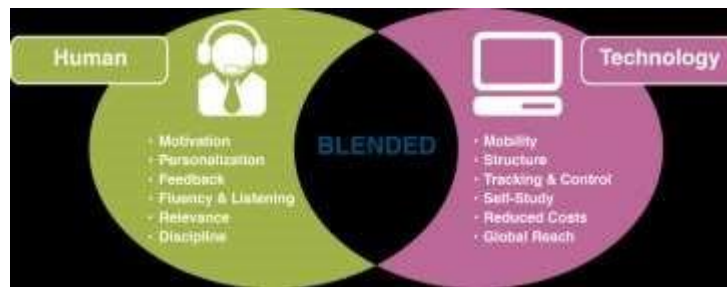 Human
• Motivation
• Personalization
• Feedback
• Fluency & Listening
• Relevance
• Discipline
BLENDED
Technology
• Mobility
• Structure
• Tracking & Control
• Self-Study
• Reduced Costs
• Global Reach